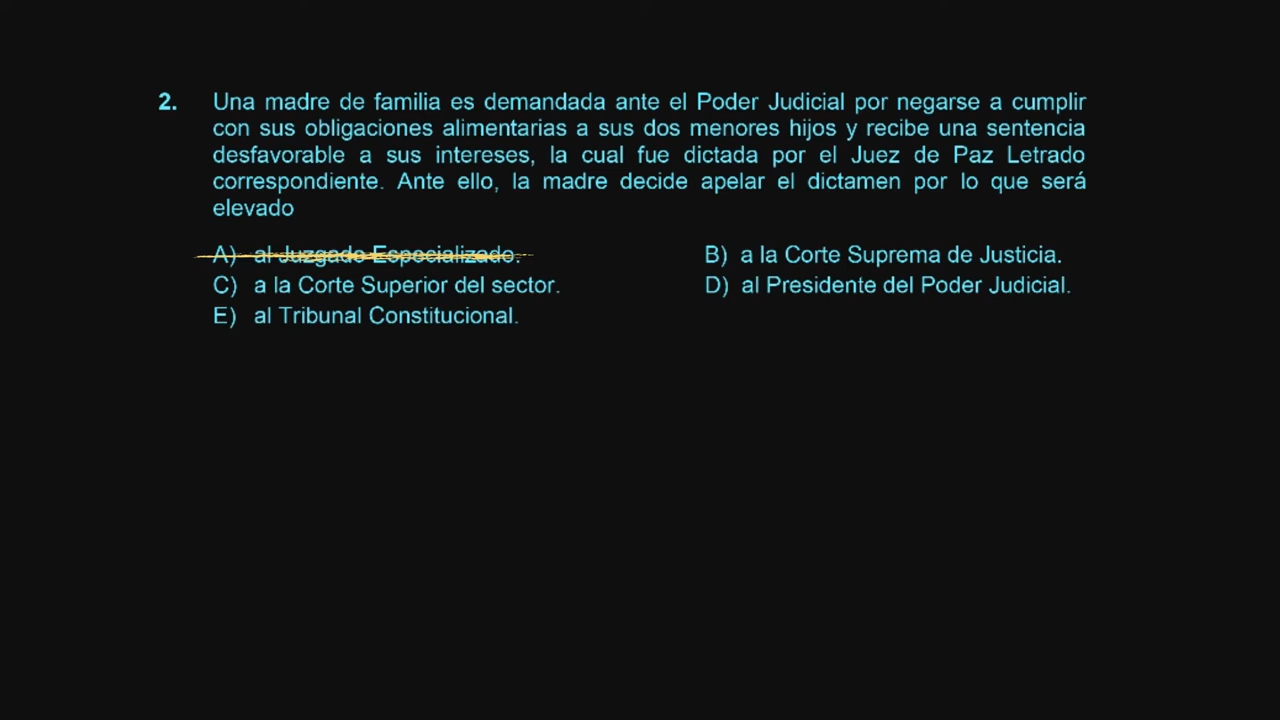 2. Una madre de familia es demandada ante el Poder Judicial por negarse a cumplir
con sus obligaciones alimentarias a sus dos menores hijos y recibe una sentencia
desfavorable a sus intereses, la cual fue dictada por el Juez de Paz Letrado
correspondiente. Ante ello, la madre decide apelar el dictamen por lo que será
elevado
A) al Juzgado Especializado. B) a la Corte Suprema de Justicia.
C) a la Corte Superior del sector. D) al Presidente del Poder Judicial.
E) al Tribunal Constitucional.